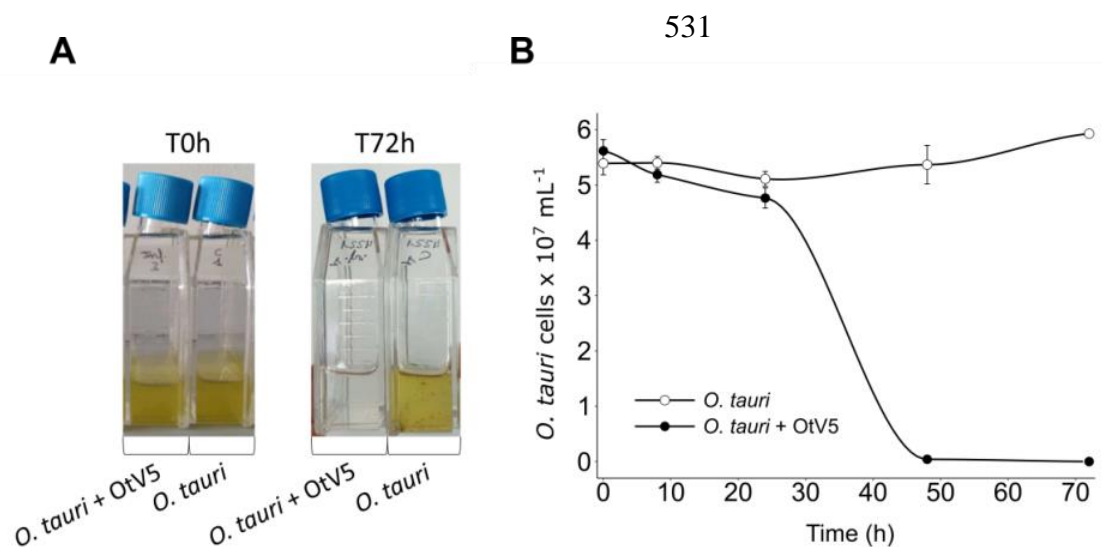 531
A
B
T0h
T72h
O. tauri + OtV5
O. tauri
O. tauri + OtV5
O. tauri
O. tauri cells x 10⁷ mL⁻¹
6
5
4
3
2
1
0
O. tauri
O. tauri + OtV5
0 10 20 30 40 50 60 70
Time (h)